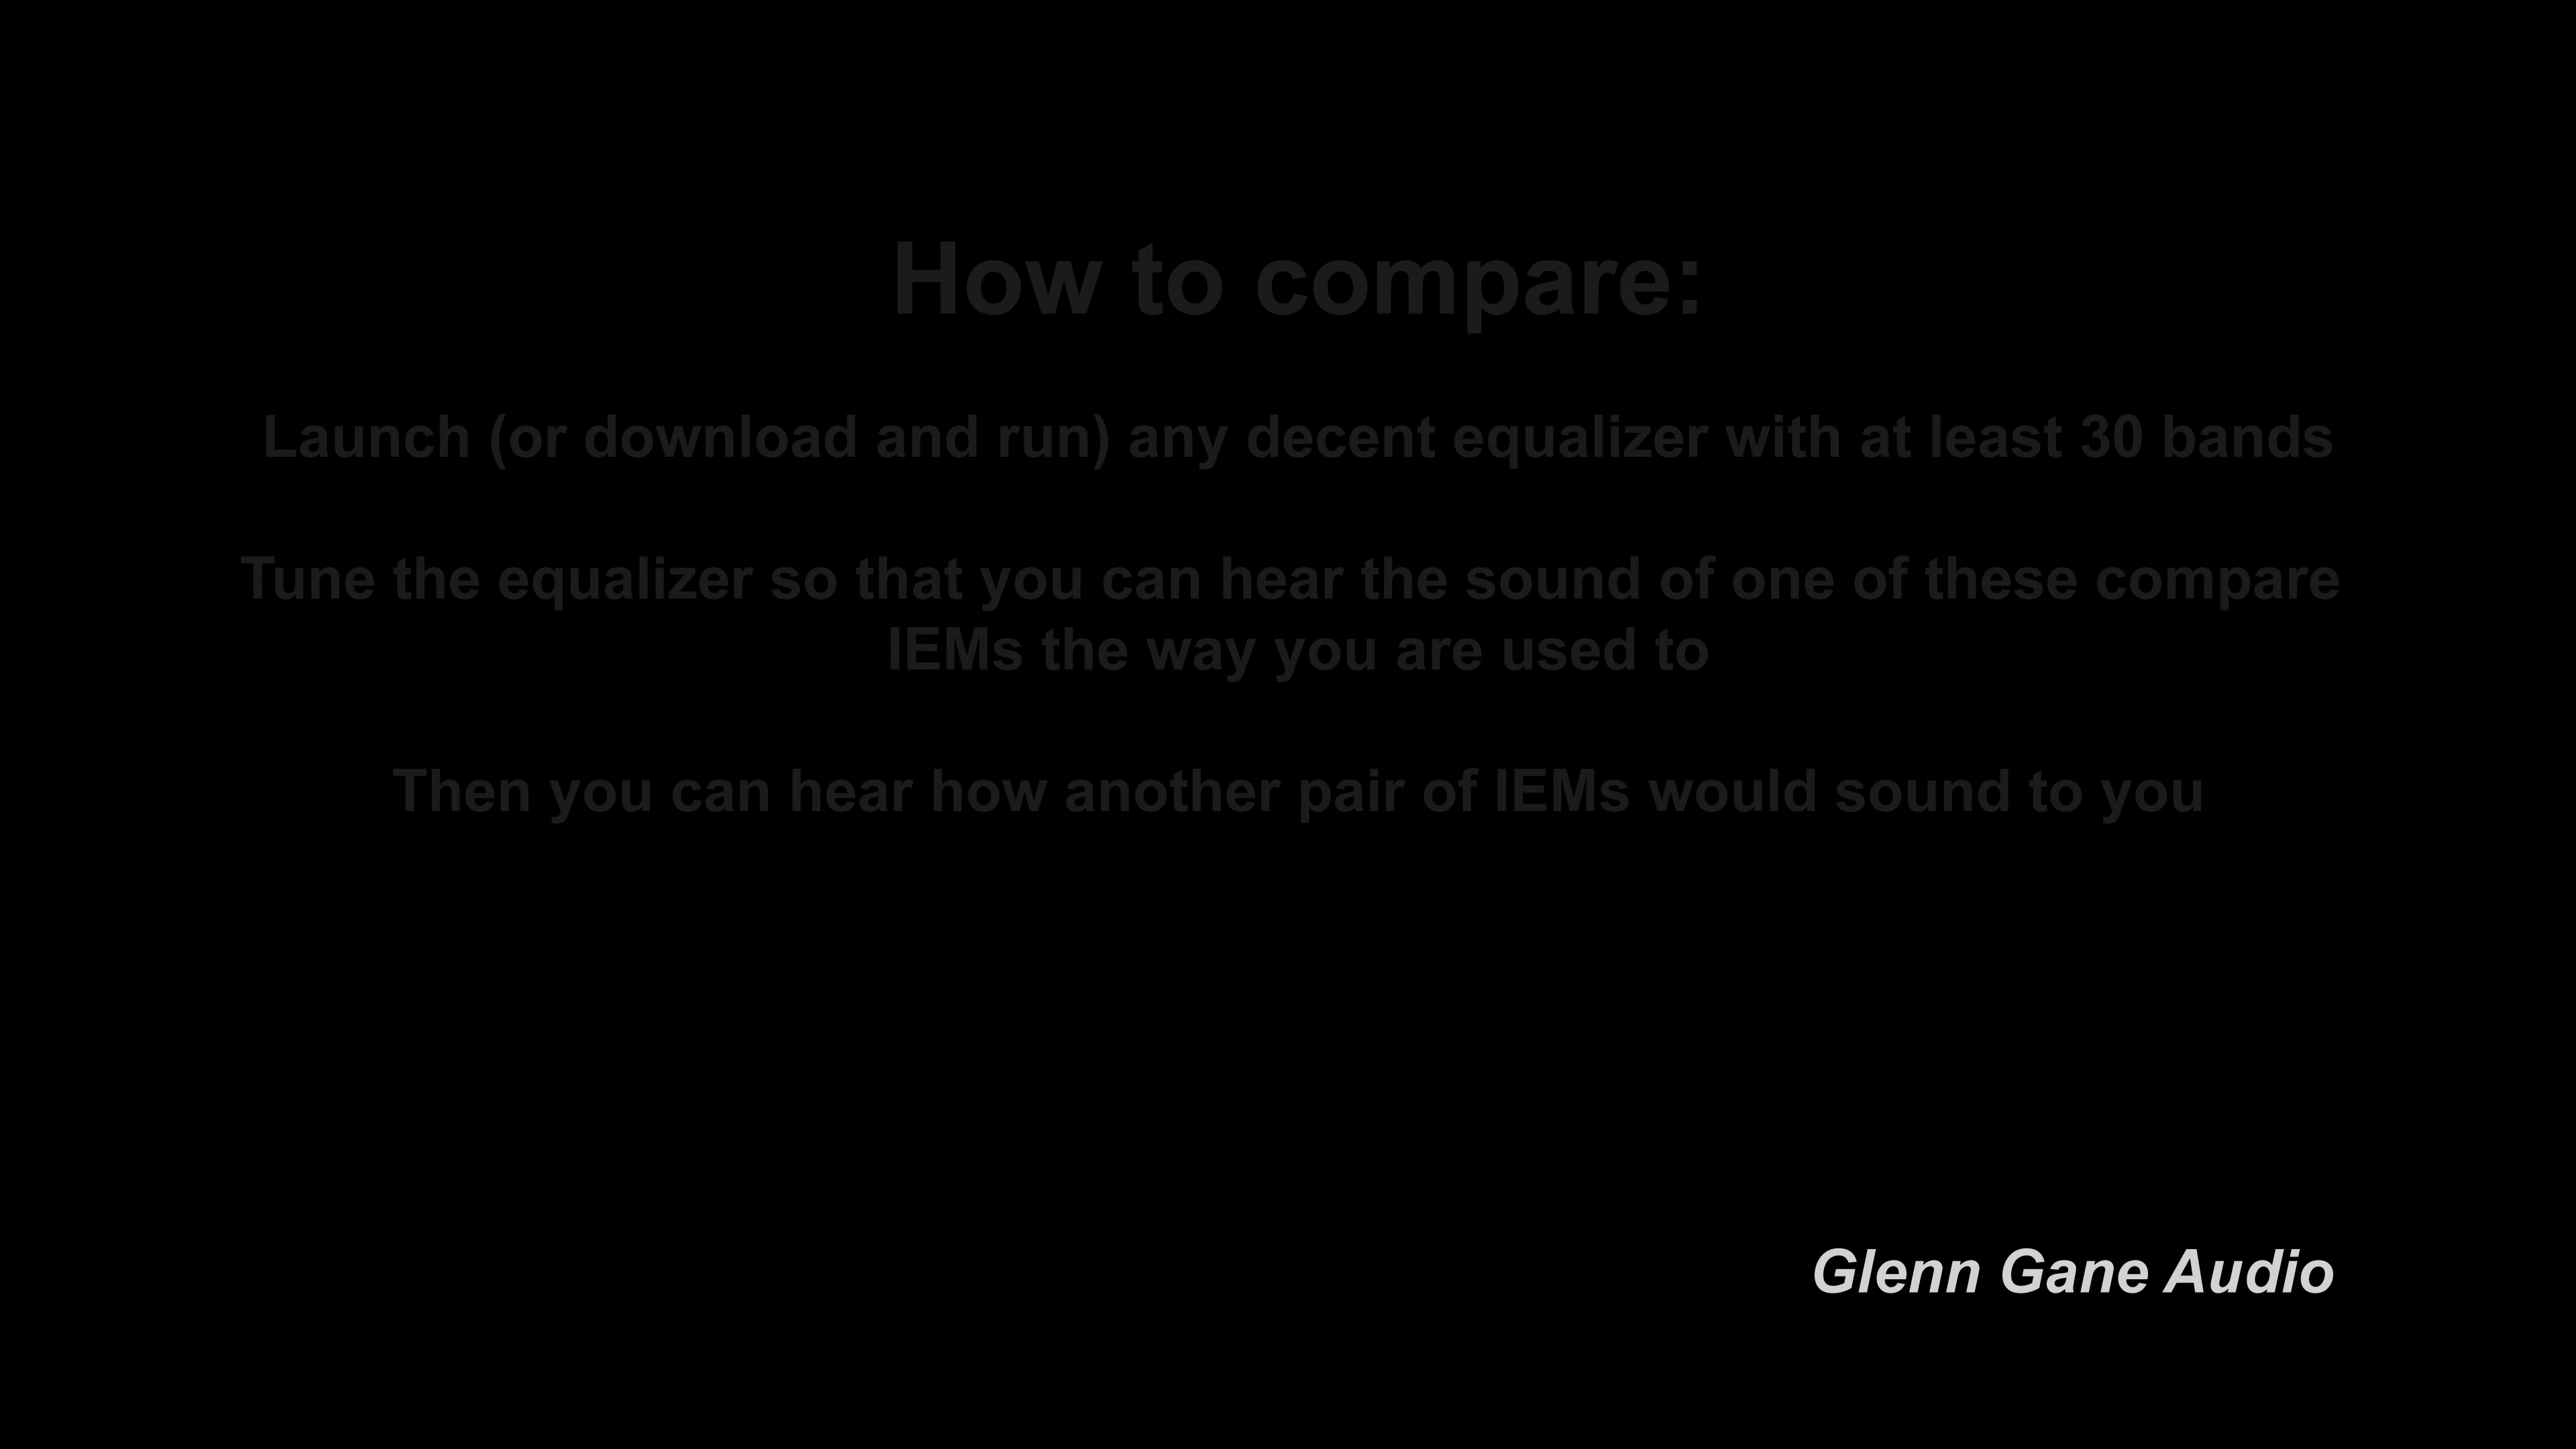 How to compare:
Launch (or download and run) any decent equalizer with at least 30 bands
Tune the equalizer so that you can hear the sound of one of these compare
IEMs the way you are used to
Then you can hear how another pair of IEMs would sound to you
Glenn Gane Audio